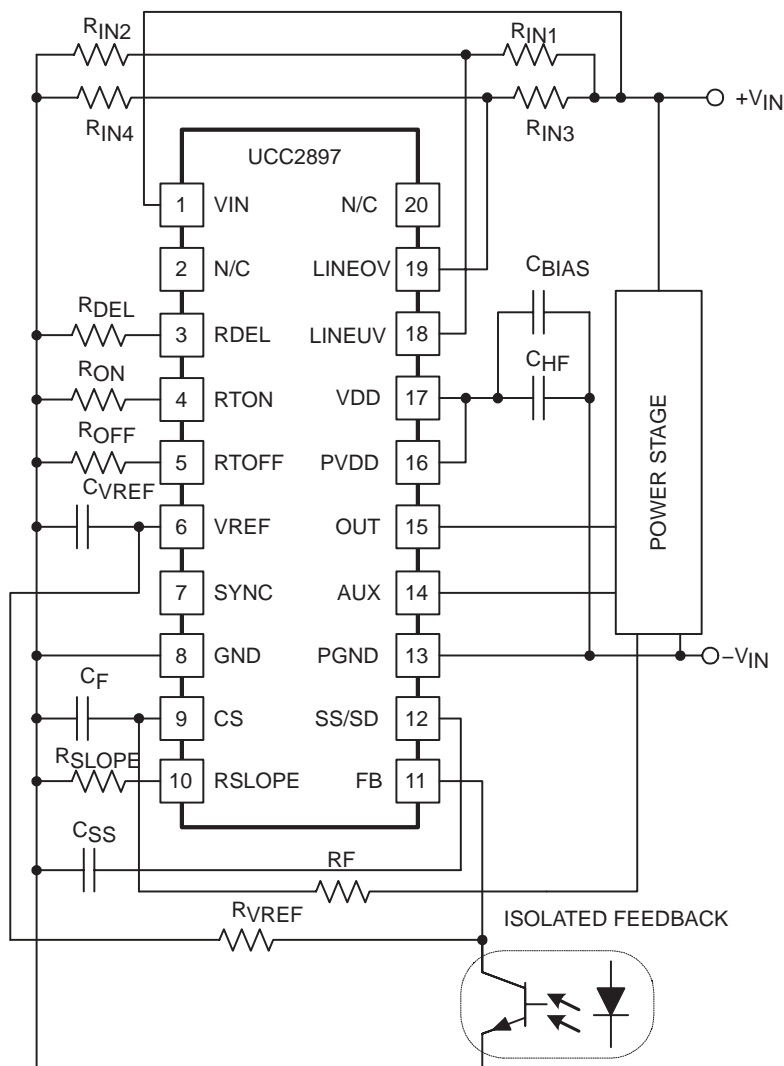 RIN2
RIN1
+VIN
RIN4
RIN3
UCC2897
1 VIN
N/C 20
2 N/C
LINEOV 19
CBIAS
RDEL
3 RDEL
LINEUV 18
CHF
RON
4 RTON
VDD 17
ROFF
5 RTOFF
PVDD 16
CVREF
6 VREF
OUT 15
POWER STAGE
7 SYNC
AUX 14
8 GND
PGND 13
–VIN
CF
9 CS
SS/SD 12
RSLOPE
10 RSLOPE
FB 11
CSS
RF
RVREF
ISOLATED FEEDBACK